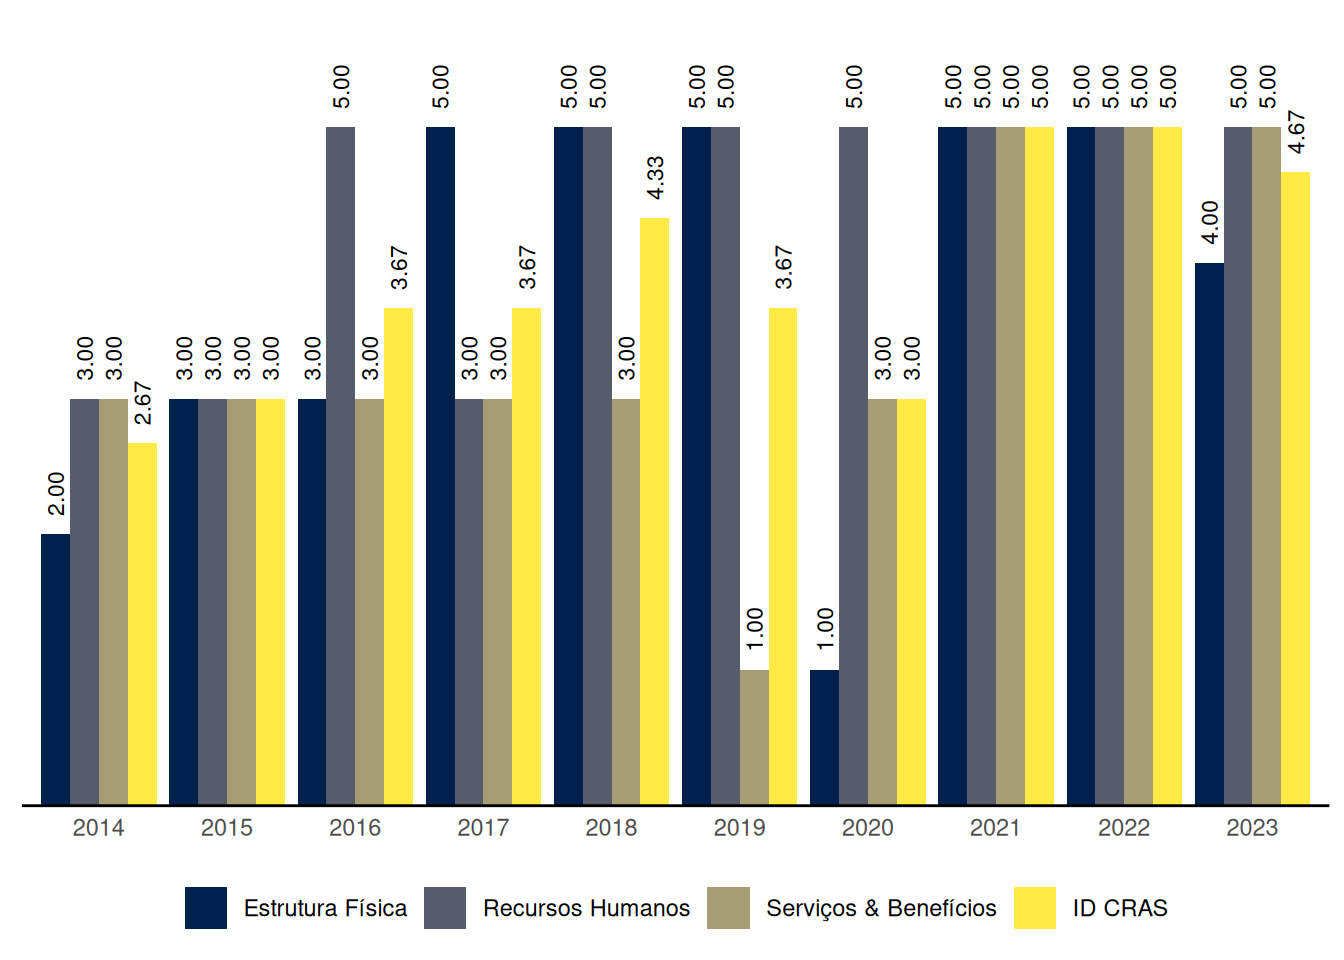 2.00 3.00 3.00 2.67
3.00 3.00 3.00 3.00
3.00 5.00 3.00 3.67
5.00 3.00 3.00 3.67
5.00 5.00 3.00 4.33
5.00 5.00 1.00 3.67
1.00 5.00 3.00 3.00
5.00 5.00 5.00 5.00
5.00 5.00 5.00 5.00
4.00 5.00 5.00 4.67
2014 2015 2016 2017 2018 2019 2020 2021 2022 2023
Estrutura Física Recursos Humanos Serviços & Benefícios ID CRAS